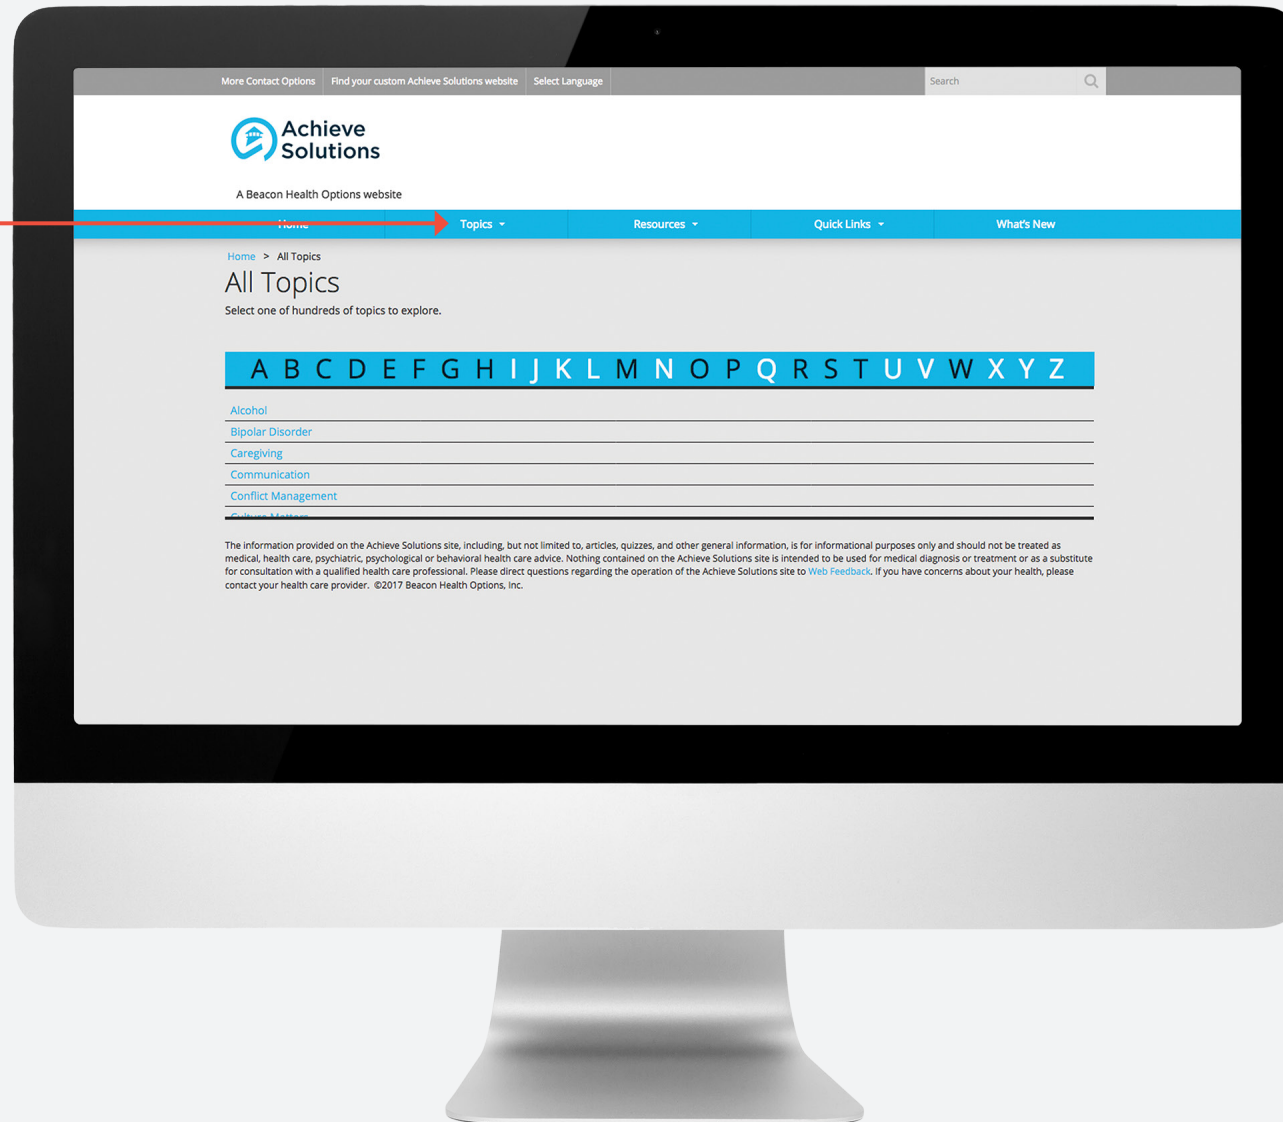 More Contact Options Find your custom Achieve Solutions website Select Language Search
Achieve
Solutions
A Beacon Health Options website
Home Topics Resources Quick Links What's New
Home > All Topics
All Topics
Select one of hundreds of topics to explore.
A B C D E F G H I J K L M N O P Q R S T U V W X Y Z
Alcohol
Bipolar Disorder
Caregiving
Communication
Conflict Management
Culture Matters
The information provided on the Achieve Solutions site, including, but not limited to, articles, quizzes, and other general information, is for informational purposes only and should not be treated as
medical, health care, psychiatric, psychological or behavioral health care advice. Nothing contained on the Achieve Solutions site is intended to be used for medical diagnosis or treatment or as a substitute
for consultation with a qualified health care professional. Please direct questions regarding the operation of the Achieve Solutions site to Web Feedback. If you have concerns about your health, please
contact your health care provider. ©2017 Beacon Health Options, Inc.